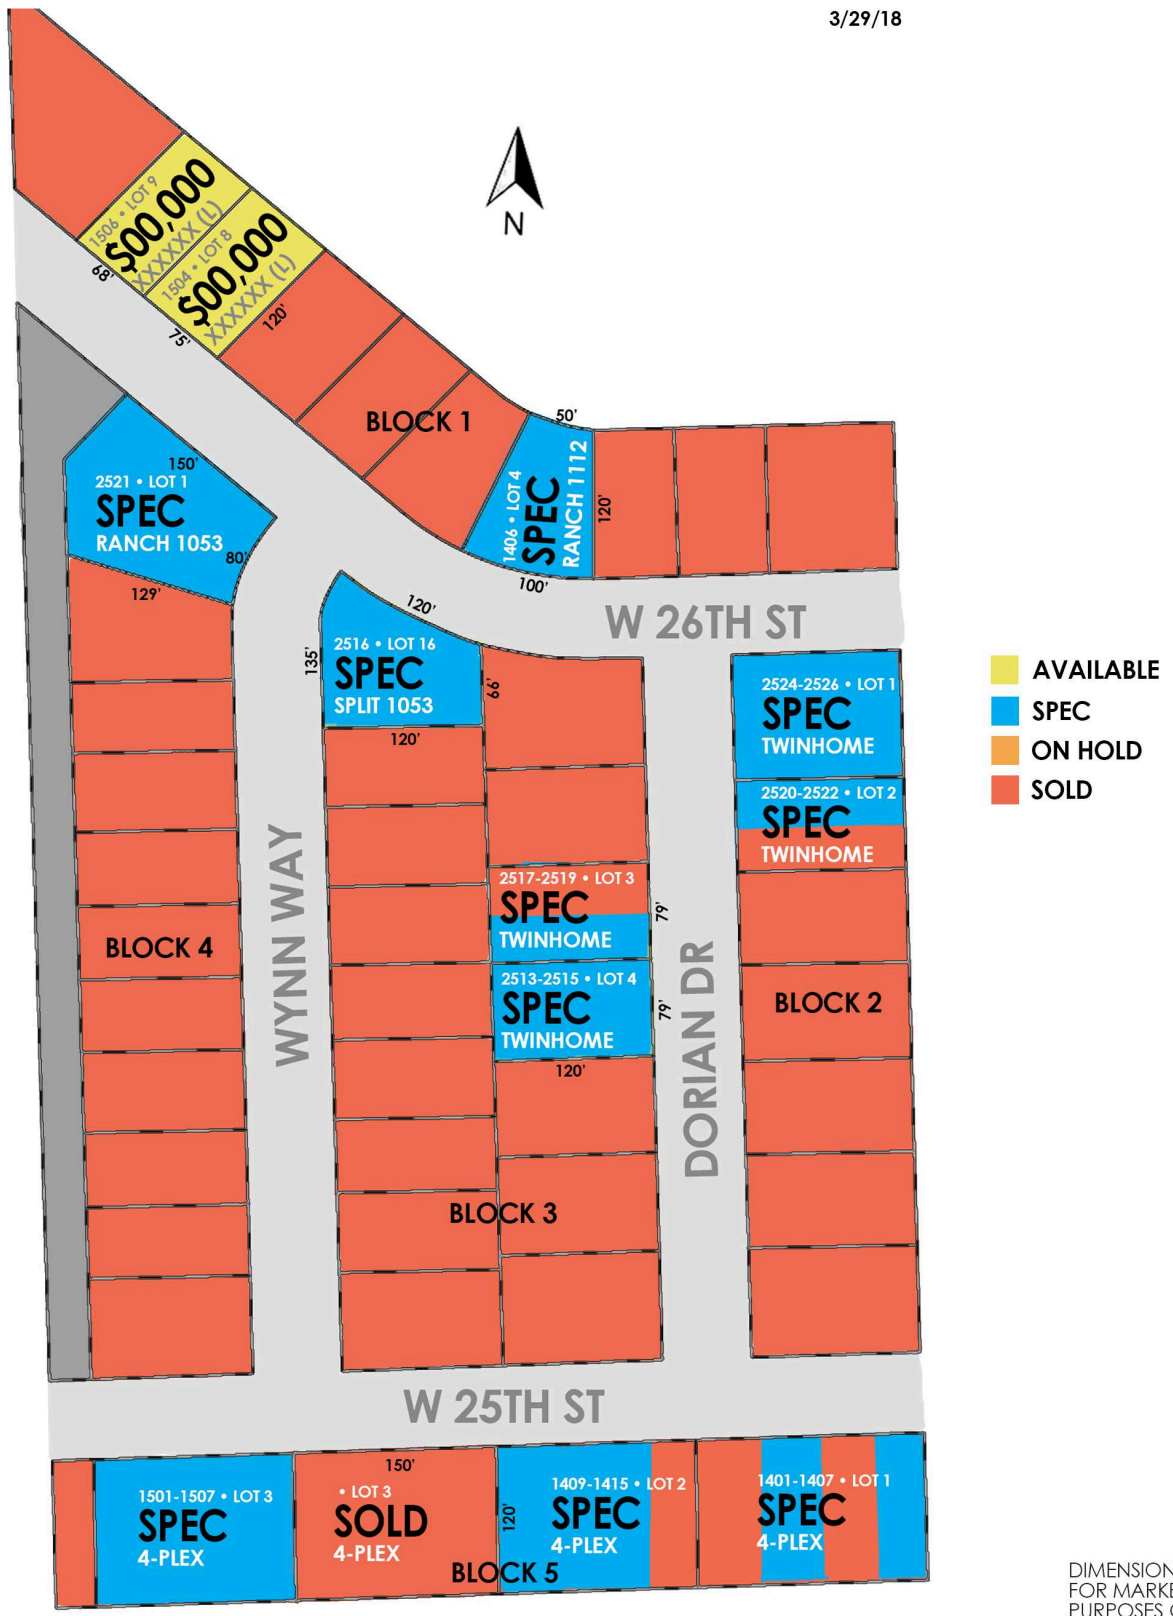 3/29/18
N
1506 • LOT 9
$00,000
XXXXXX (L)
68'
1504 • LOT 8
$00,000
XXXXXX (L)
75'
120'
BLOCK 1
50'
1406 • LOT 4
SPEC
RANCH 1112
120'
100'
150'
2521 • LOT 1
SPEC
RANCH 1053
80'
129'
W 26TH ST
120'
135'
2516 • LOT 16
SPEC
SPLIT 1053
66'
120'
2524-2526 • LOT 1
SPEC
TWINHOME
2520-2522 • LOT 2
SPEC
TWINHOME
AVAILABLE
SPEC
ON HOLD
SOLD
2517-2519 • LOT 3
SPEC
TWINHOME
79'
2513-2515 • LOT 4
SPEC
TWINHOME
79'
120'
WYNN WAY
DORIAN DR
BLOCK 4
BLOCK 2
BLOCK 3
W 25TH ST
1501-1507 • LOT 3
SPEC
4-PLEX
150'
• LOT 3
SOLD
4-PLEX
120'
1409-1415 • LOT 2
SPEC
4-PLEX
1401-1407 • LOT 1
SPEC
4-PLEX
BLOCK 5
DIMENSION
FOR MARKE
PURPOSES